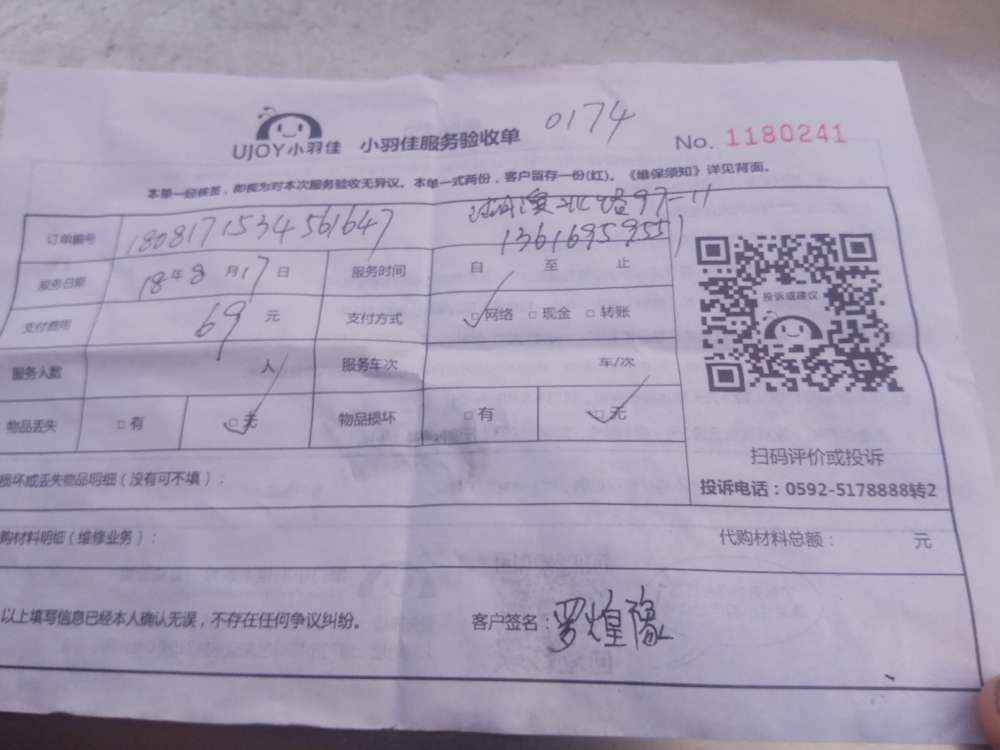 0174
UJOY小羽佳 小羽佳服务验收单 No. 1180241
本单一经核签,即视为对本次服务验收无异议。本单一式两份,客户留存一份(红)。《维保须知》详见背面。
北路97-11
订单编号 1808171534561647 13616959551
服务日期 18年8月17日 服务时间 自 至 止
支付费用 69 元 支付方式 □网络 □现金 □转账
投诉或建议
服务人数 人 服务车次 车/次
物品丢失 □有 □无 物品损坏 □有 □无
扫码评价或投诉
损坏或丢失物品明细(没有可不填):
投诉电话:0592-5178888转2
购材料明细(维修业务): 代购材料总额: 元
以上填写信息已经本人确认无误,不存在任何争议纠纷。 客户签名:罗煌